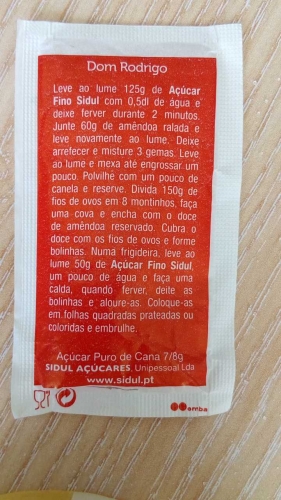 Dom Rodrigo
Leve ao lume 125g de Açúcar
Fino Sidul com 0,5dl de água e
deixe ferver durante 2 minutos.
Junte 60g de amêndoa ralada e
leve novamente ao lume. Deixe
arrefecer e misture 3 gemas. Leve
ao lume e mexa até engrossar um
pouco. Polvilhe com um pouco de
canela e reserve. Divida 150g de
fios de ovos em 8 montinhos, faça
uma cova e encha com o doce
de amêndoa reservado. Cubra o
doce com os fios de ovos e forme
bolinhas. Numa frigideira, leve ao
lume 50g de Açúcar Fino Sidul,
um pouco de água e faça uma
calda, quando ferver, deite as
bolinhas e aloure-as. Coloque-as
em folhas quadradas prateadas ou
coloridas e embrulhe.
Açúcar Puro de Cana 7/8g
SIDUL AÇÚCARES, Unipessoal Lda
www.sidul.pt
emba